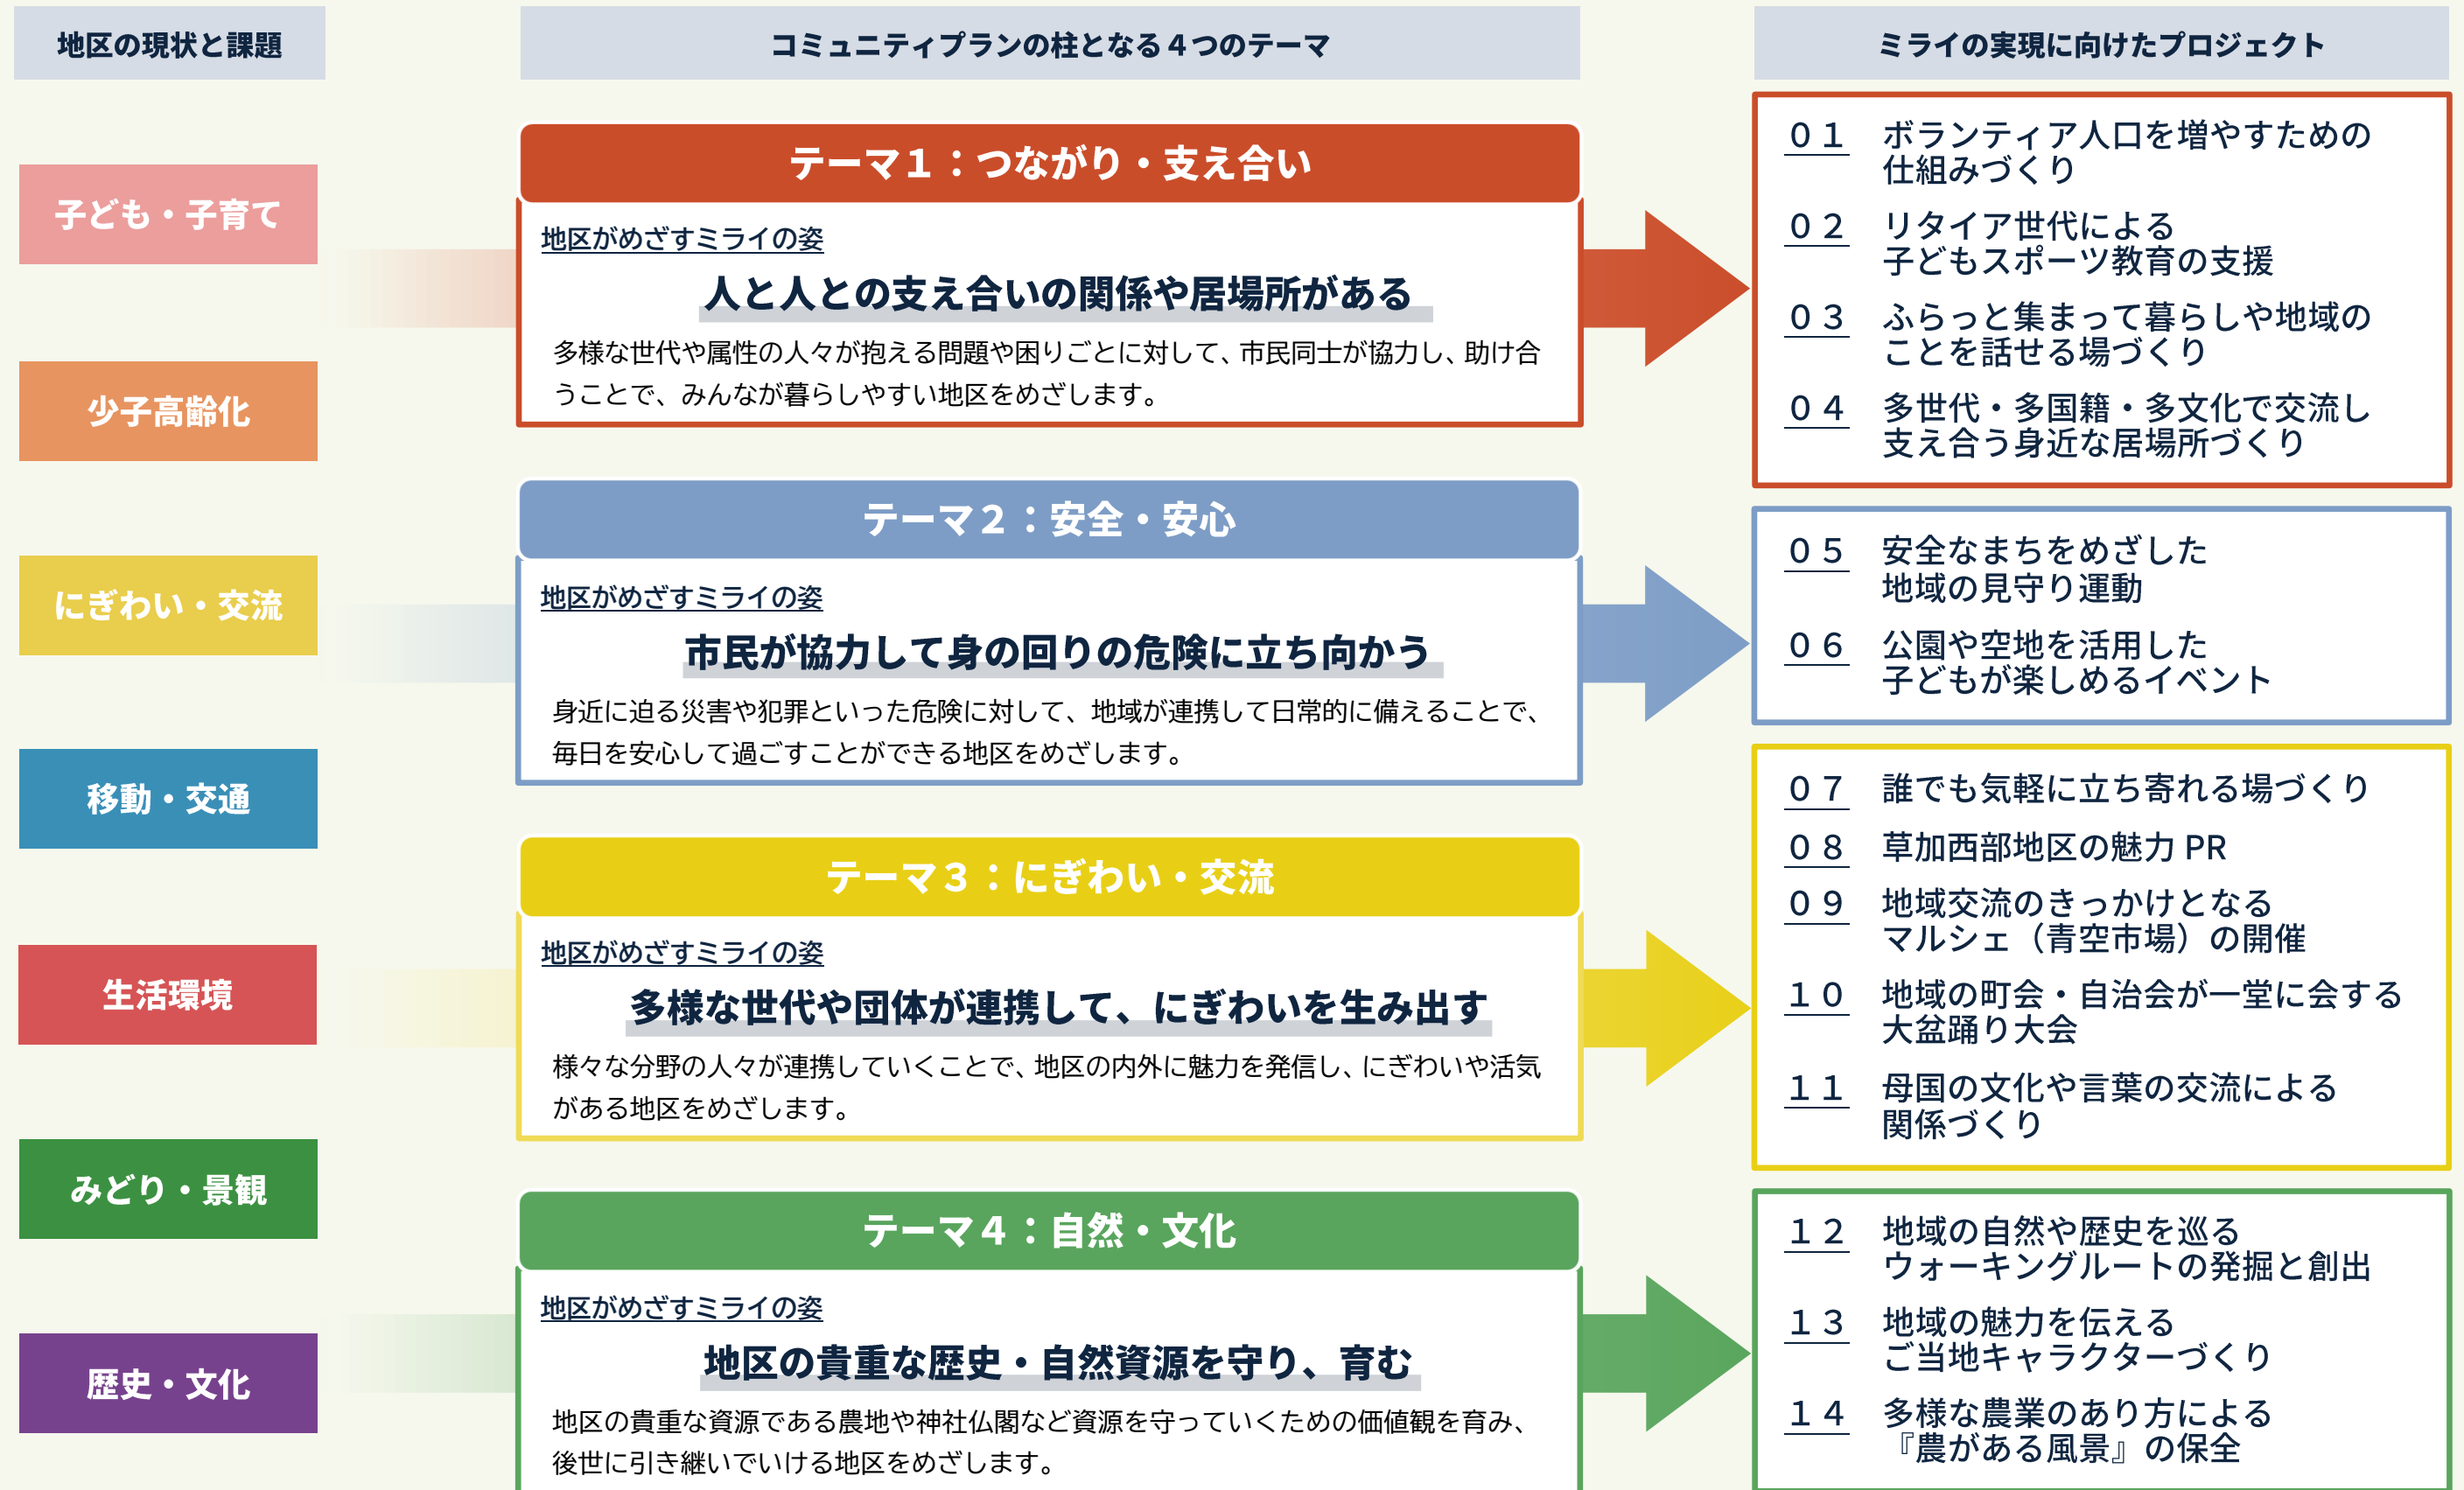 地区の現状と課題
子ども・子育て
少子高齢化
にぎわい・交流
移動・交通
生活環境
みどり・景観
歴史・文化
コミュニティプランの柱となる４つのテーマ
テーマ１：つながり・支え合い
地区がめざすミライの姿
人と人との支え合いの関係や居場所がある
多様な世代や属性の人々が抱える問題や困りごとに対して、市民同士が協力し、助け合
うことで、みんなが暮らしやすい地区をめざします。
テーマ２：安全・安心
地区がめざすミライの姿
市民が協力して身の回りの危険に立ち向かう
身近に迫る災害や犯罪といった危険に対して、地域が連携して日常的に備えることで、
毎日を安心して過ごすことができる地区をめざします。
テーマ３：にぎわい・交流
地区がめざすミライの姿
多様な世代や団体が連携して、にぎわいを生み出す
様々な分野の人々が連携していくことで、地区の内外に魅力を発信し、にぎわいや活気
がある地区をめざします。
テーマ４：自然・文化
地区がめざすミライの姿
地区の貴重な歴史・自然資源を守り、育む
地区の貴重な資源である農地や神社仏閣など資源を守っていくための価値観を育み、
後世に引き継いでいける地区をめざします。
ミライの実現に向けたプロジェクト
０１ ボランティア人口を増やすための
仕組みづくり
０２ リタイア世代による
子どもスポーツ教育の支援
０３ ふらっと集まって暮らしや地域の
ことを話せる場づくり
０４ 多世代・多国籍・多文化で交流し
支え合う身近な居場所づくり
０５ 安全なまちをめざした
地域の見守り運動
０６ 公園や空地を活用した
子どもが楽しめるイベント
０７ 誰でも気軽に立ち寄れる場づくり
０８ 草加西部地区の魅力 PR
０９ 地域交流のきっかけとなる
マルシェ（青空市場）の開催
１０ 地域の町会・自治会が一堂に会する
大盆踊り大会
１１ 母国の文化や言葉の交流による
関係づくり
１２ 地域の自然や歴史を巡る
ウォーキングルートの発掘と創出
１３ 地域の魅力を伝える
ご当地キャラクターづくり
１４ 多様な農業のあり方による
『農がある風景』の保全